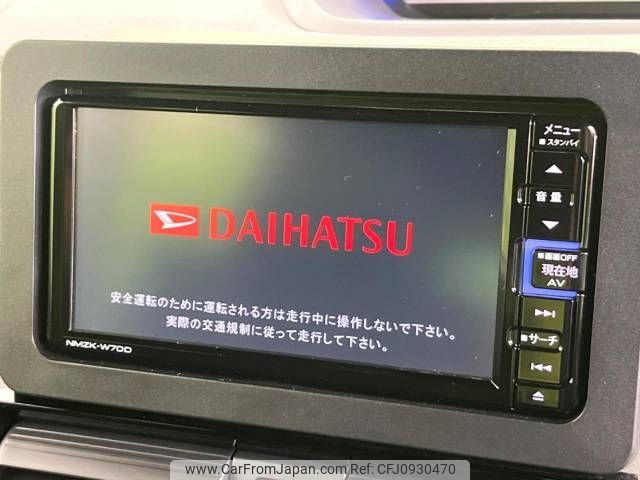 DAIHATSU
安全運転のために運転される方は走行中に操作しないで下さい。
実際の交通規制に従って走行して下さい。
NMZK-W70D
メニュー
■スタンバイ
音量
■画面OFF
現在地
AV
■サーチ
www.CarFromJapan.com | CFJ0930470